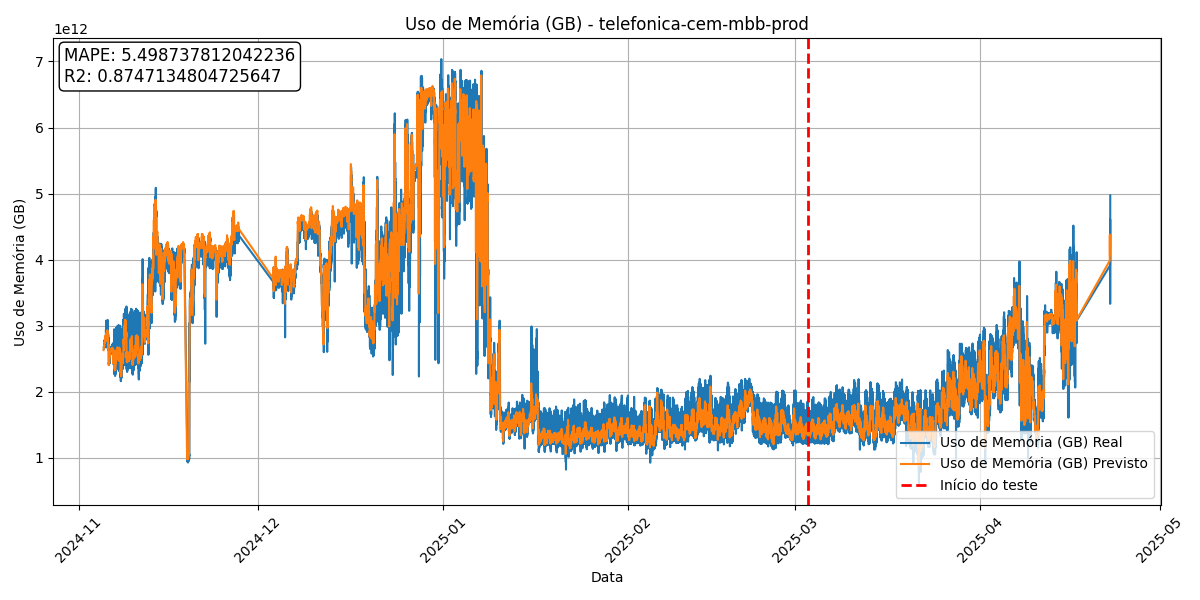 Uso de Memória (GB) - telefonica-cem-mbb-prod
1e12
MAPE: 5.498737812042236
R2: 0.8747134804725647
7
6
5
4
3
2
1
Uso de Memória (GB)
Uso de Memória (GB) Real
Uso de Memória (GB) Previsto
Início do teste
2024-11
2024-12
2025-01
2025-02
2025-03
2025-04
2025-05
Data